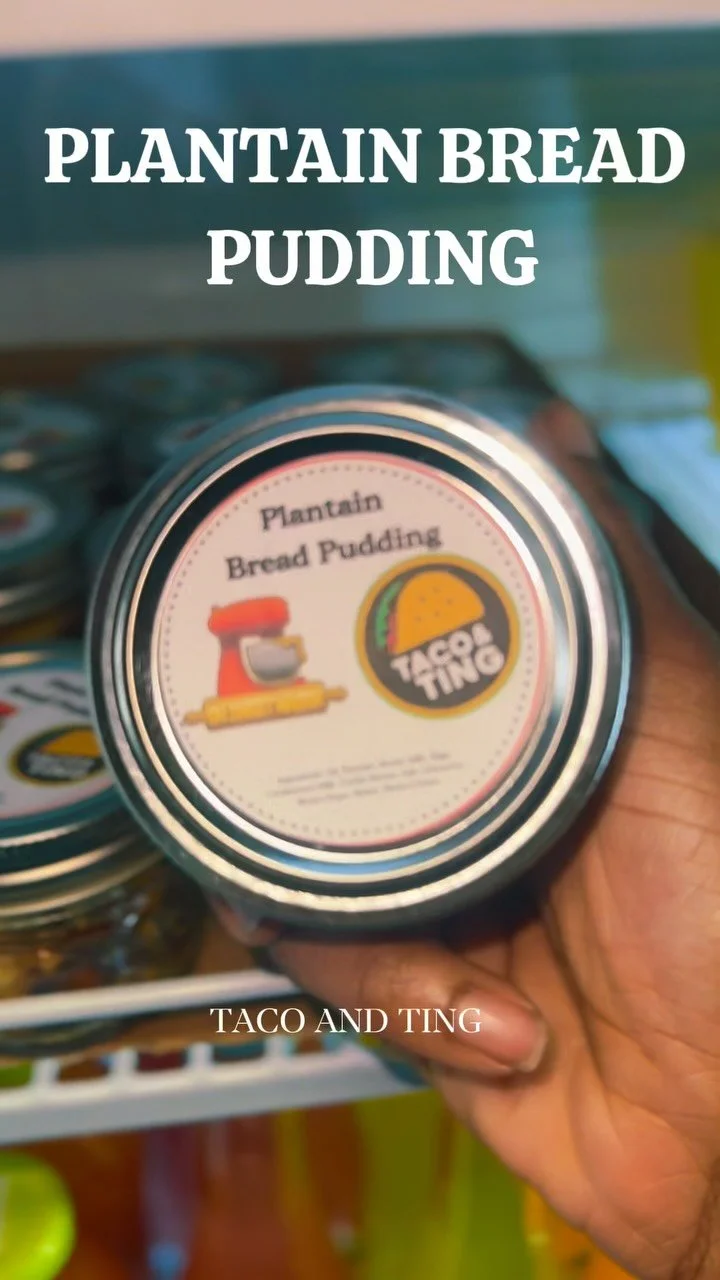 PLANTAIN BREAD
PUDDING
Plantain
Bread Pudding
TACO&
TING
TACO AND TING